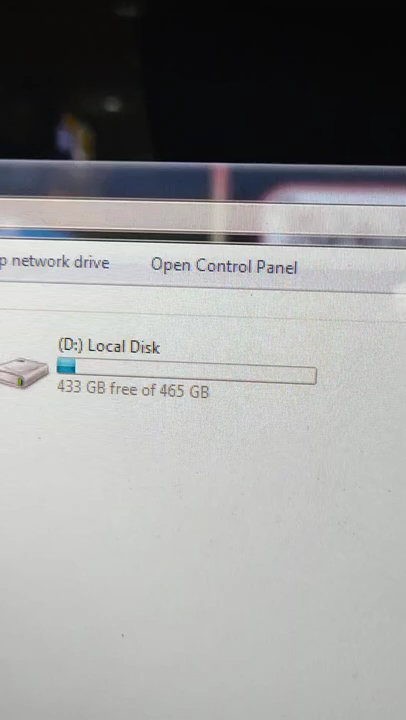 p network drive
Open Control Panel
(D:) Local Disk
433 GB free of 465 GB